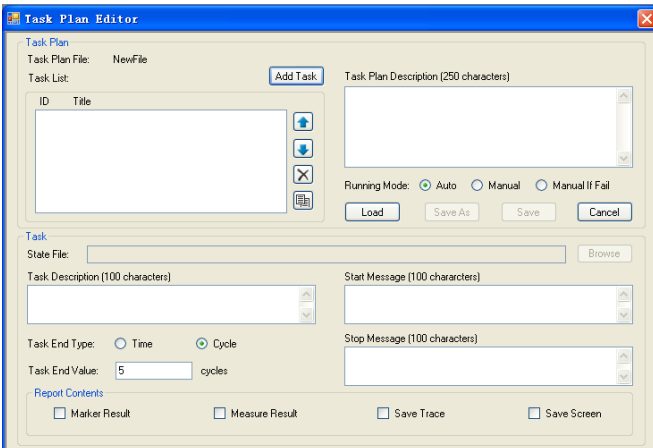 Task Plan Editor
Task Plan
Task Plan File: NewFile
Task List:
Add Task
ID Title
Task Plan Description (250 characters)
Running Mode: Auto Manual Manual If Fail
Load Save As Save Cancel
Task
State File: Browse
Task Description (100 characters)
Start Message (100 chararcters)
Task End Type: Time Cycle
Stop Message (100 characters)
Task End Value: 5 cycles
Report Contents
Marker Result Measure Result Save Trace Save Screen